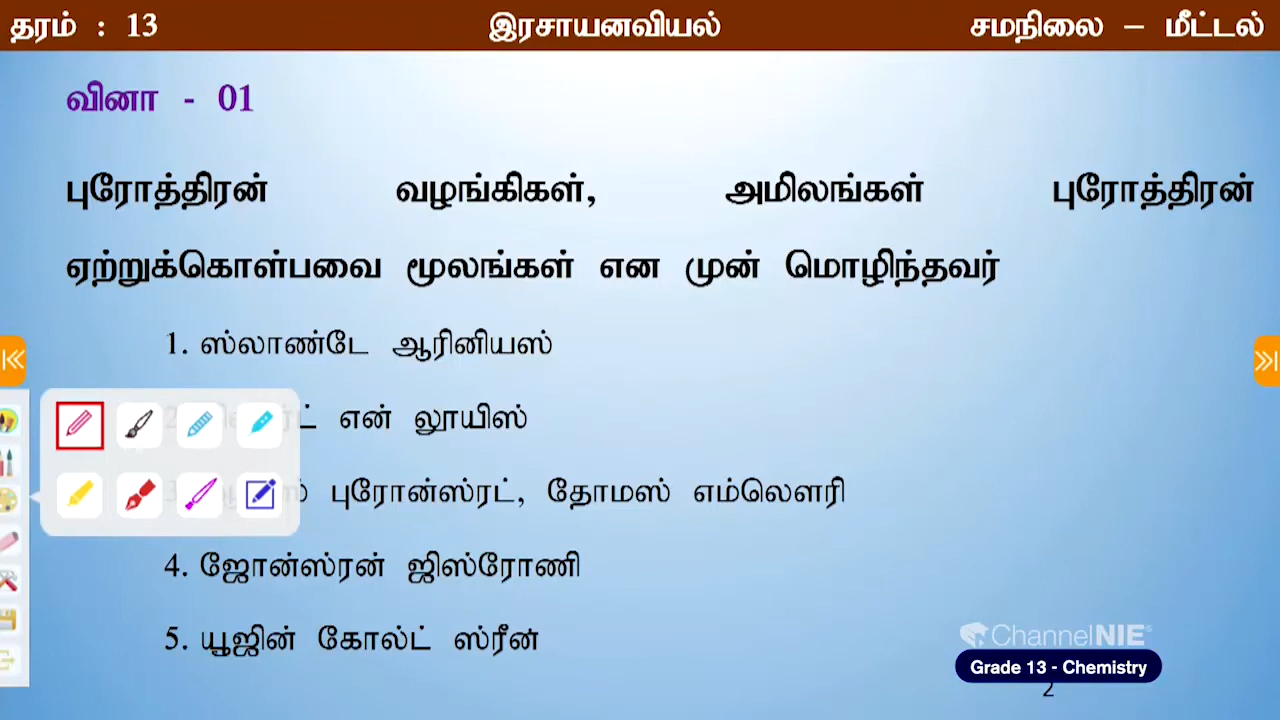 தரம் : 13 இரசாயனவியல் சமநிலை – மீட்டல்
வினா - 01
புரோத்திரன் வழங்கிகள், அமிலங்கள் புரோத்திரன்
ஏற்றுக்கொள்பவை மூலங்கள் என முன் மொழிந்தவர்
1. ஸ்லாண்டே ஆரினியஸ்
என் லூயிஸ்
புரோன்ஸ்ரட், தோமஸ் எம்லௌரி
4. ஜோன்ஸ்ரன் ஜிஸ்ரோணி
5. யூஜின் கோல்ட் ஸ்ரீன்
ChannelNIE
Grade 13 - Chemistry
2